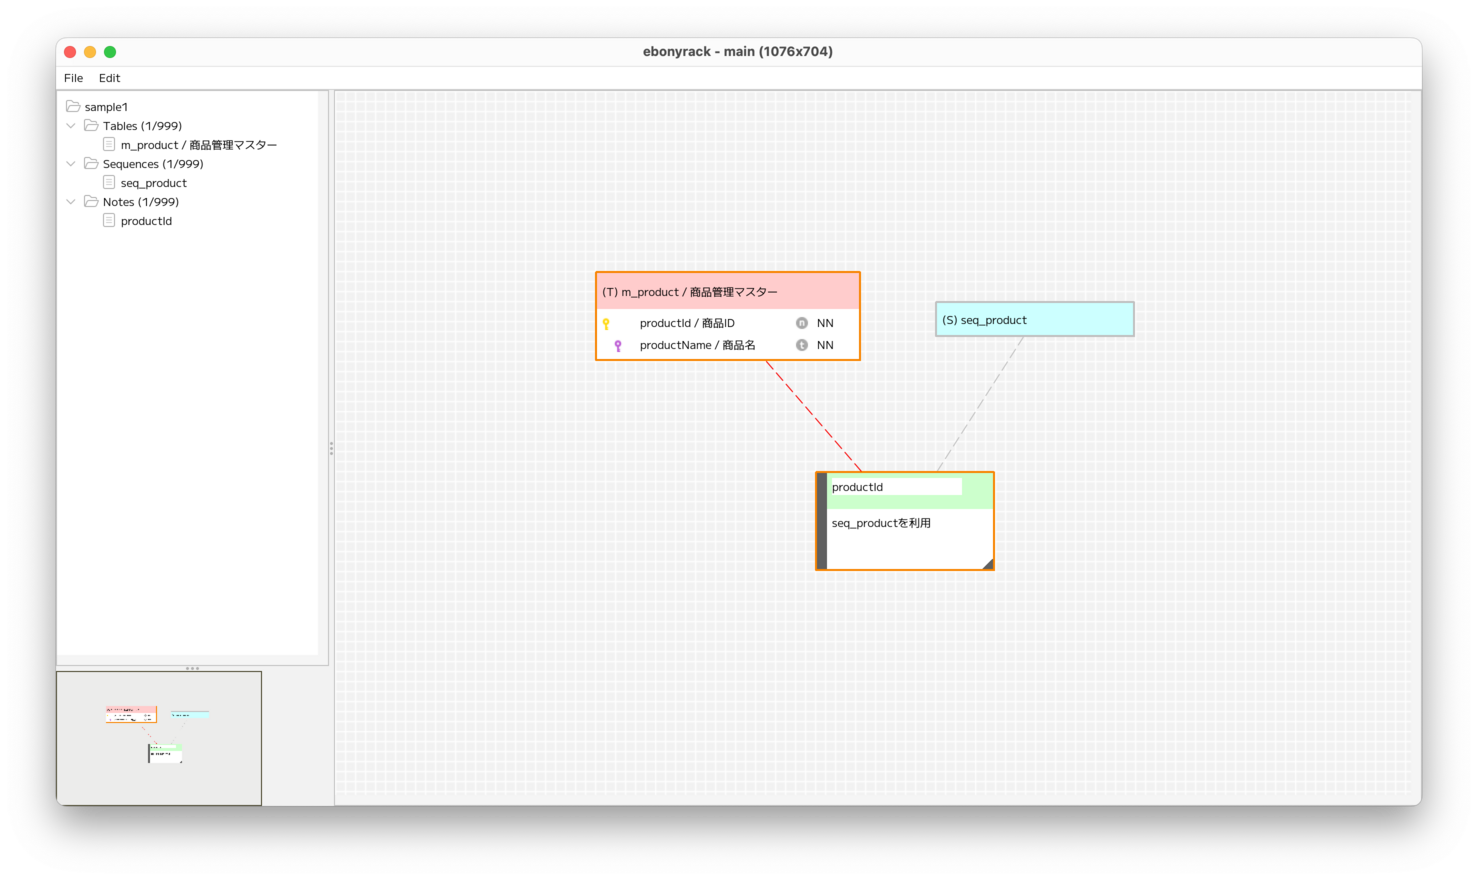 ebonyrack - main (1076x704)
File Edit
sample1
Tables (1/999)
m_product / 商品管理マスター
Sequences (1/999)
seq_product
Notes (1/999)
productId
(T) m_product / 商品管理マスター
productId / 商品ID n NN
productName / 商品名 t NN
(S) seq_product
productId
seq_productを利用